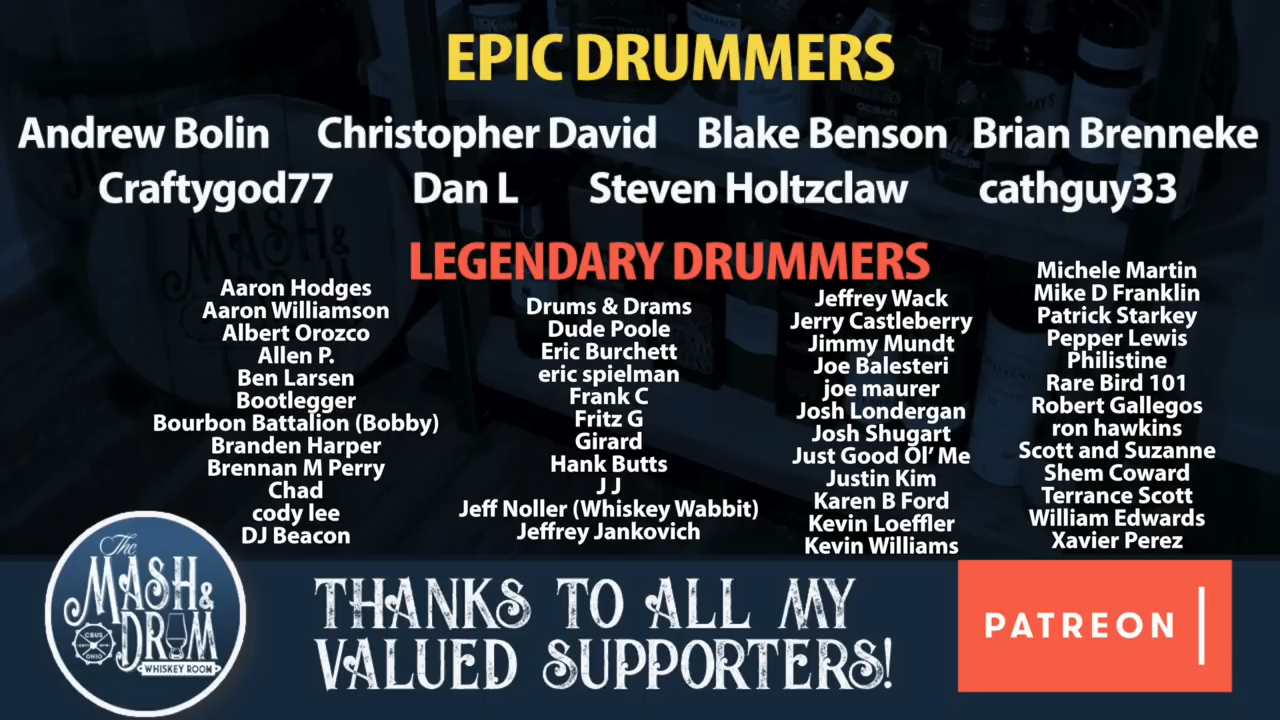 EPIC DRUMMERS
Andrew Bolin Christopher David Blake Benson Brian Brenneke
Craftygod77 Dan L Steven Holtzclaw cathguy33
LEGENDARY DRUMMERS
Aaron Hodges
Aaron Williamson
Albert Orozco
Allen P.
Ben Larsen
Bootlegger
Bourbon Battalion (Bobby)
Branden Harper
Brennan M Perry
Chad
cody lee
DJ Beacon
Drums & Drams
Dude Poole
Eric Burchett
eric spielman
Frank C
Fritz G
Girard
Hank Butts
J J
Jeff Noller (Whiskey Wabbit)
Jeffrey Jankovich
Jeffrey Wack
Jerry Castleberry
Jimmy Mundt
Joe Balesteri
joe maurer
Josh Londergan
Josh Shugart
Just Good Ol’ Me
Justin Kim
Karen B Ford
Kevin Loeffler
Kevin Williams
Michele Martin
Mike D Franklin
Patrick Starkey
Pepper Lewis
Philistine
Rare Bird 101
Robert Gallegos
ron hawkins
Scott and Suzanne
Shem Coward
Terrance Scott
William Edwards
Xavier Perez
The
MASH &
DRUM
CBUS
OHIO
WHISKEY ROOM
THANKS TO ALL MY
VALUED SUPPORTERS!
PATREON
MASH &
DRUM